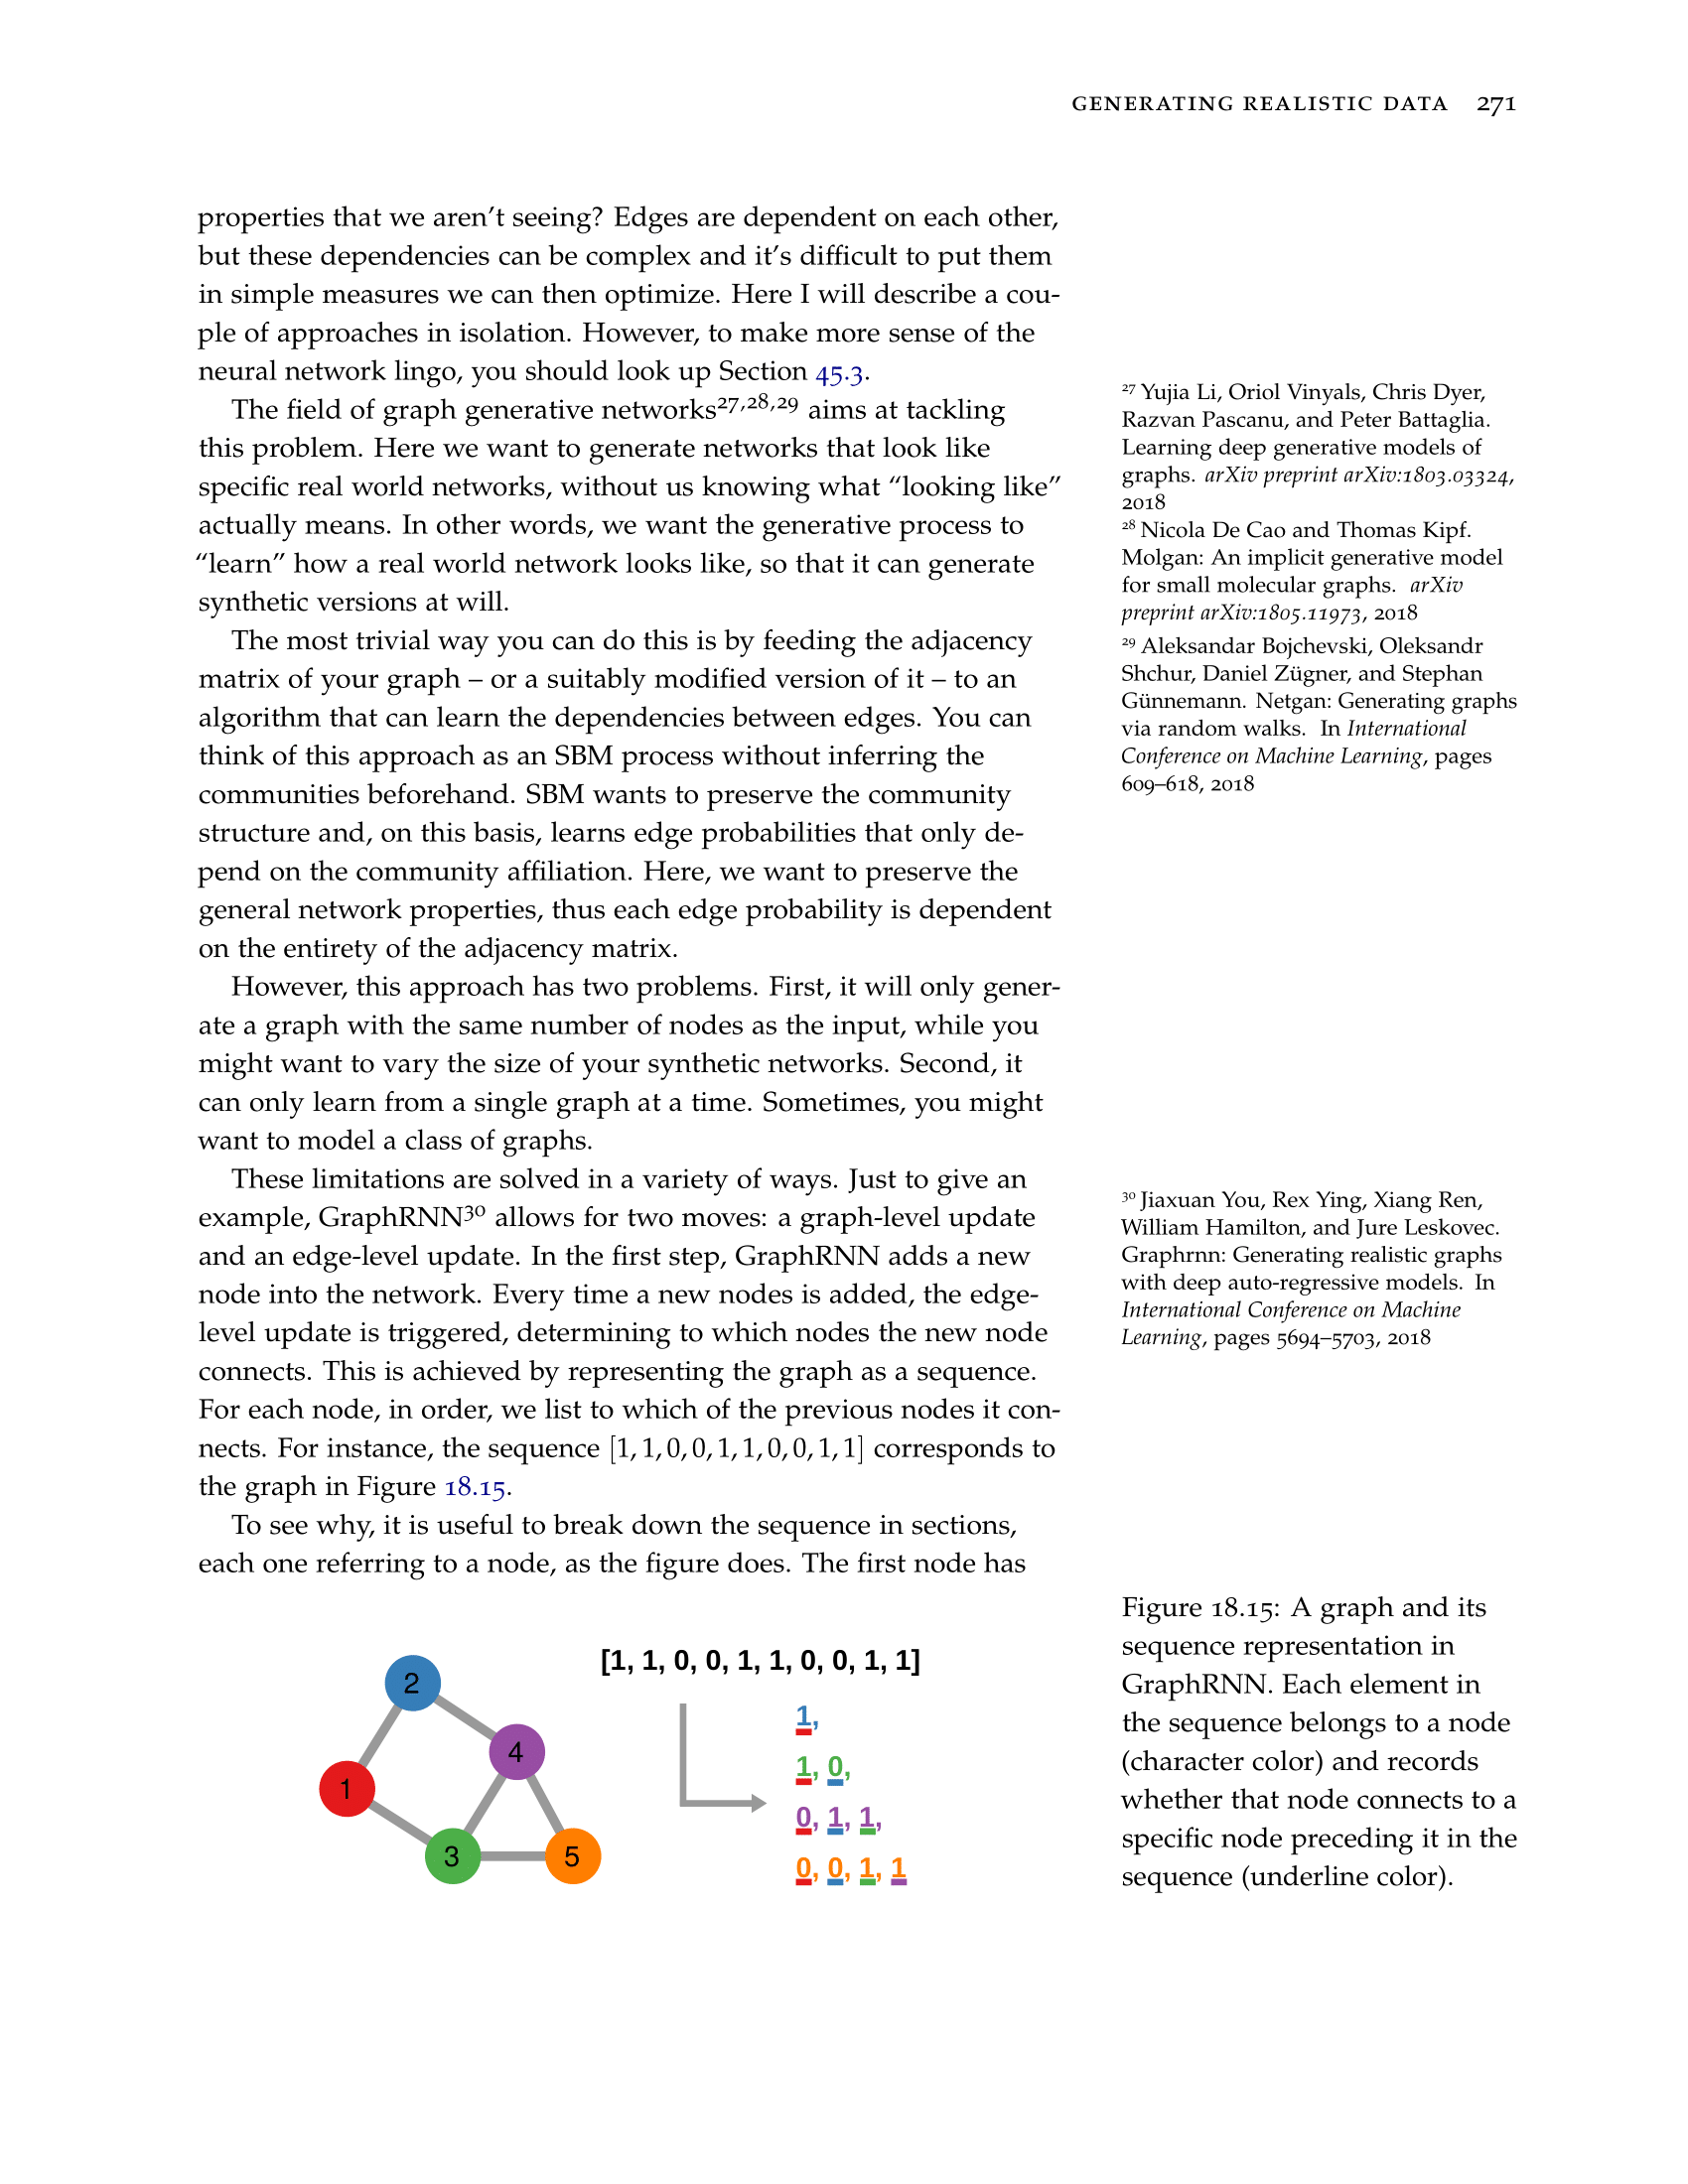 GENERATING REALISTIC DATA 271
properties that we aren't seeing? Edges are dependent on each other,
but these dependencies can be complex and it's difficult to put them
in simple measures we can then optimize. Here I will describe a cou-
ple of approaches in isolation. However, to make more sense of the
neural network lingo, you should look up Section 45.3.
The field of graph generative networks27,28,29 aims at tackling
this problem. Here we want to generate networks that look like
specific real world networks, without us knowing what “looking like”
actually means. In other words, we want the generative process to
“learn” how a real world network looks like, so that it can generate
synthetic versions at will.
The most trivial way you can do this is by feeding the adjacency
matrix of your graph – or a suitably modified version of it – to an
algorithm that can learn the dependencies between edges. You can
think of this approach as an SBM process without inferring the
communities beforehand. SBM wants to preserve the community
structure and, on this basis, learns edge probabilities that only de-
pend on the community affiliation. Here, we want to preserve the
general network properties, thus each edge probability is dependent
on the entirety of the adjacency matrix.
However, this approach has two problems. First, it will only gener-
ate a graph with the same number of nodes as the input, while you
might want to vary the size of your synthetic networks. Second, it
can only learn from a single graph at a time. Sometimes, you might
want to model a class of graphs.
These limitations are solved in a variety of ways. Just to give an
example, GraphRNN30 allows for two moves: a graph-level update
and an edge-level update. In the first step, GraphRNN adds a new
node into the network. Every time a new nodes is added, the edge-
level update is triggered, determining to which nodes the new node
connects. This is achieved by representing the graph as a sequence.
For each node, in order, we list to which of the previous nodes it con-
nects. For instance, the sequence [1, 1, 0, 0, 1, 1, 0, 0, 1, 1] corresponds to
the graph in Figure 18.15.
To see why, it is useful to break down the sequence in sections,
each one referring to a node, as the figure does. The first node has
27 Yujia Li, Oriol Vinyals, Chris Dyer,
Razvan Pascanu, and Peter Battaglia.
Learning deep generative models of
graphs. arXiv preprint arXiv:1803.03324,
2018
28 Nicola De Cao and Thomas Kipf.
Molgan: An implicit generative model
for small molecular graphs. arXiv
preprint arXiv:1805.11973, 2018
29 Aleksandar Bojchevski, Oleksandr
Shchur, Daniel Zügner, and Stephan
Günnemann. Netgan: Generating graphs
via random walks. In International
Conference on Machine Learning, pages
609–618, 2018
30 Jiaxuan You, Rex Ying, Xiang Ren,
William Hamilton, and Jure Leskovec.
Graphrnn: Generating realistic graphs
with deep auto-regressive models. In
International Conference on Machine
Learning, pages 5694–5703, 2018
2
4
1
3
5
[1, 1, 0, 0, 1, 1, 0, 0, 1, 1]
1,
1, 0,
0, 1, 1,
0, 0, 1, 1
Figure 18.15: A graph and its
sequence representation in
GraphRNN. Each element in
the sequence belongs to a node
(character color) and records
whether that node connects to a
specific node preceding it in the
sequence (underline color).